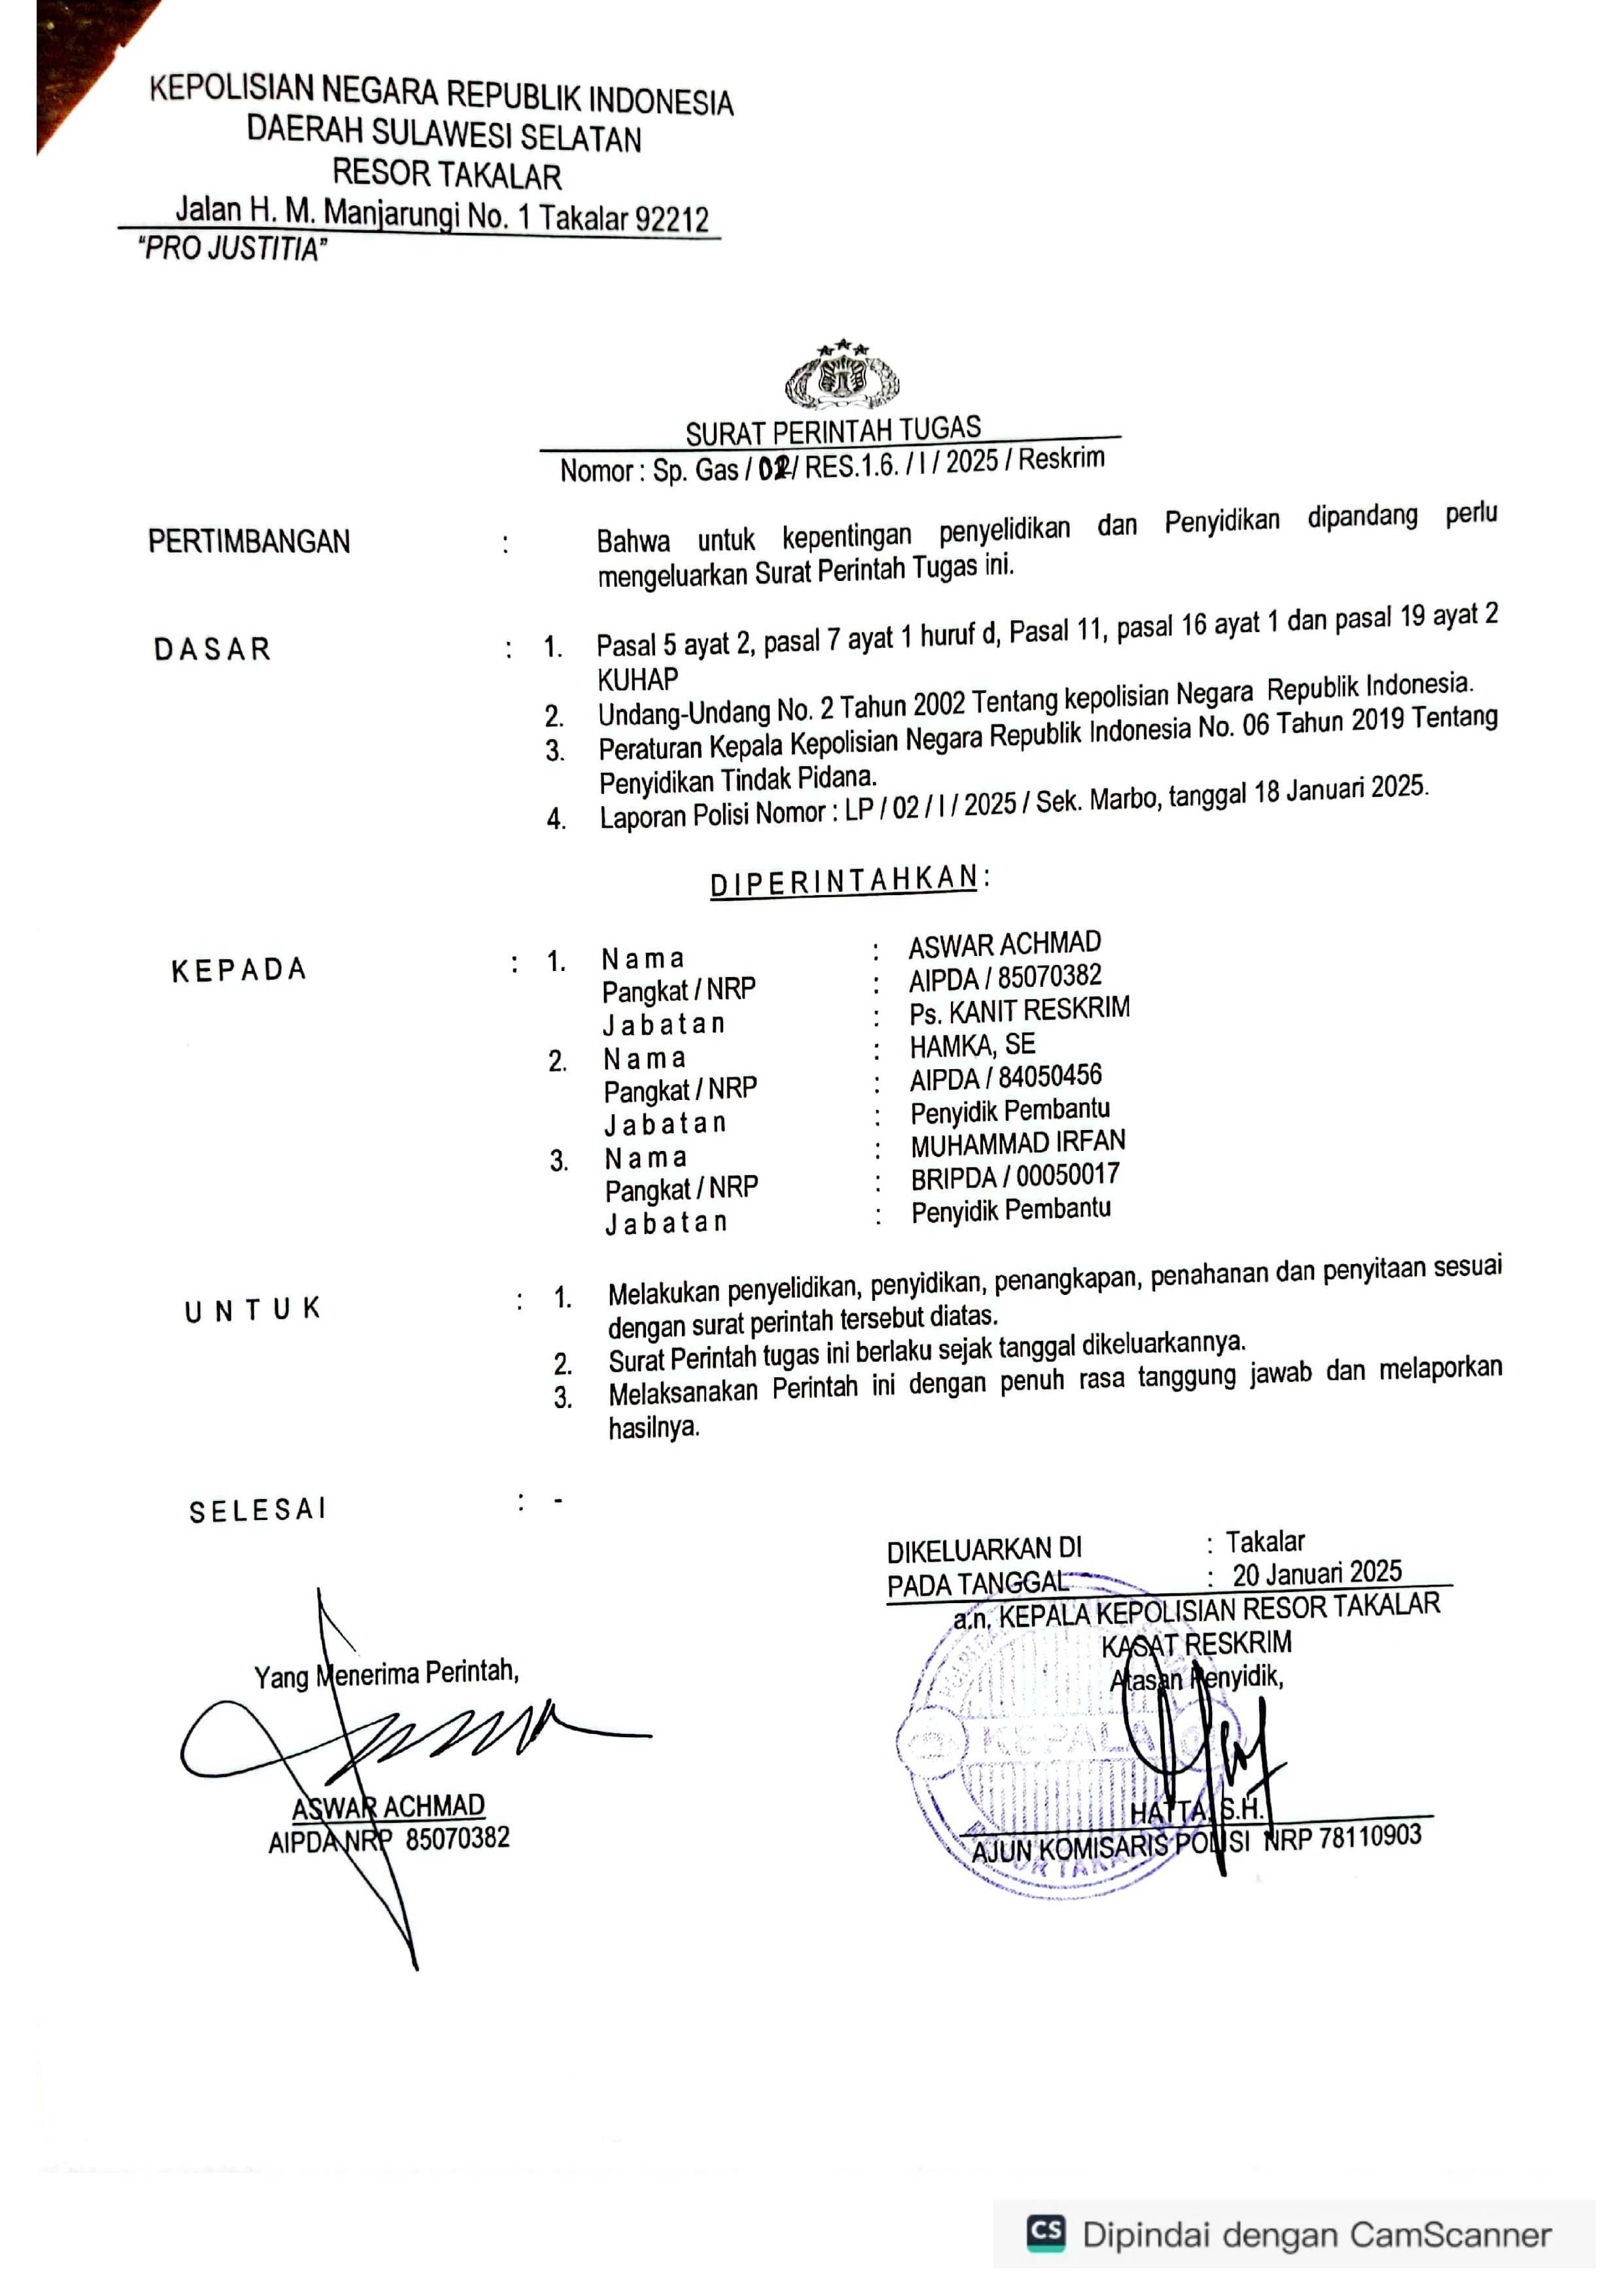 KEPOLISIAN NEGARA REPUBLIK INDONESIA
DAERAH SULAWESI SELATAN
RESOR TAKALAR
Jalan H. M. Manjarungi No. 1 Takalar 92212
"PRO JUSTITIA"
SURAT PERINTAH TUGAS
Nomor : Sp. Gas / / RES.1.6. / I / 2025 / Reskrim
PERTIMBANGAN : Bahwa untuk kepentingan penyelidikan dan Penyidikan dipandang perlu
mengeluarkan Surat Perintah Tugas ini.
DASAR : 1. Pasal 5 ayat 2, pasal 7 ayat 1 huruf d, Pasal 11, pasal 16 ayat 1 dan pasal 19 ayat 2
KUHAP
2. Undang-Undang No. 2 Tahun 2002 Tentang kepolisian Negara Republik Indonesia.
3. Peraturan Kepala Kepolisian Negara Republik Indonesia No. 06 Tahun 2019 Tentang
Penyidikan Tindak Pidana.
4. Laporan Polisi Nomor : LP / 02 / I / 2025 / Sek. Marbo, tanggal 18 Januari 2025.
DIPERINTAHKAN :
KEPADA : 1. Nama : ASWAR ACHMAD
Pangkat / NRP : AIPDA / 85070382
Jabatan : Ps. KANIT RESKRIM
2. Nama : HAMKA, SE
Pangkat / NRP : AIPDA / 84050456
Jabatan : Penyidik Pembantu
3. Nama : MUHAMMAD IRFAN
Pangkat / NRP : BRIPDA / 00050017
Jabatan : Penyidik Pembantu
UNTUK : 1. Melakukan penyelidikan, penyidikan, penangkapan, penahanan dan penyitaan sesuai
dengan surat perintah tersebut diatas.
2. Surat Perintah tugas ini berlaku sejak tanggal dikeluarkannya.
3. Melaksanakan Perintah ini dengan penuh rasa tanggung jawab dan melaporkan
hasilnya.
SELESAI : -
DIKELUARKAN DI : Takalar
PADA TANGGAL : 20 Januari 2025
a.n. KEPALA KEPOLISIAN RESOR TAKALAR
KASAT RESKRIM
Atasan Penyidik,
KEPALA
RESOR TAKALAR
HATTA, S.H.
AJUN KOMISARIS POLISI NRP 78110903
Yang Menerima Perintah,
ASWAR ACHMAD
AIPDA NRP 85070382
CS Dipindai dengan CamScanner